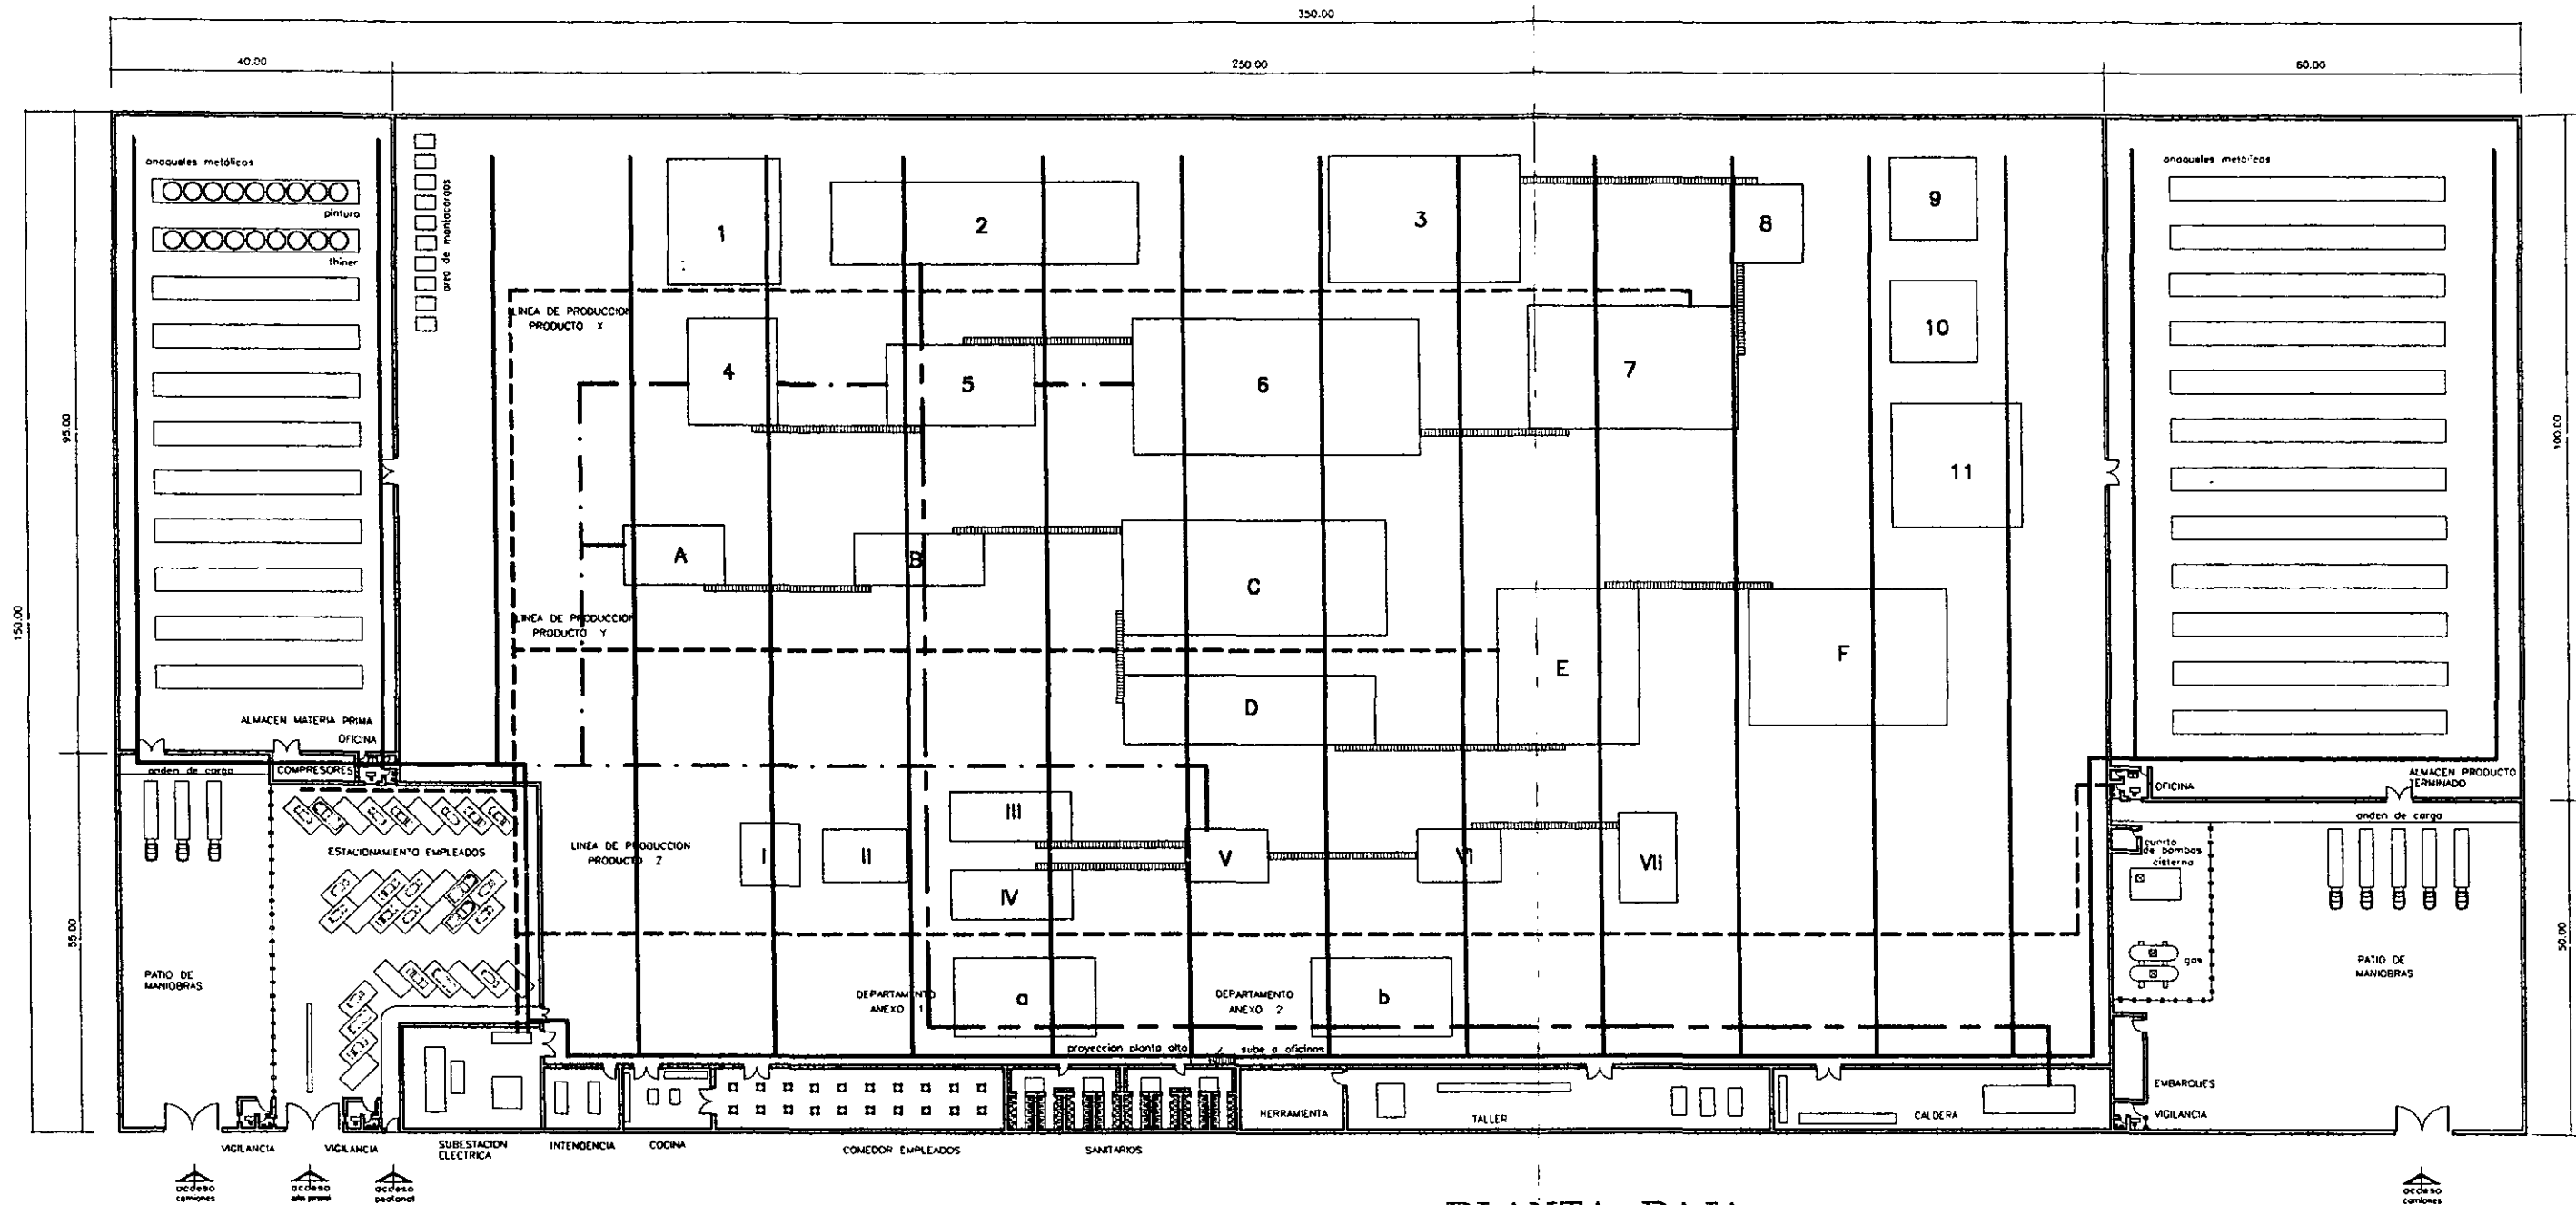 350.00
40.00
250.00
60.00
anaqueles metálicos
pintura
thiner
area de montacargas
anaqueles metálicos
1
2
3
8
9
LINEA DE PRODUCCION
PRODUCTO X
10
4
5
6
7
11
95.00
100.00
150.00
A
B
C
LINEA DE PRODUCCION
PRODUCTO Y
D
E
F
ALMACEN MATERIA PRIMA
OFICINA
anden de carga
COMPRESORES
OFICINA
ALMACEN PRODUCTO
TERMINADO
anden de carga
ESTACIONAMIENTO EMPLEADOS
LINEA DE PRODUCCION
PRODUCTO Z
I
II
III
IV
V
VI
VII
cuarto
de bombas
cisterna
55.00
50.00
PATIO DE
MANIOBRAS
gas
PATIO DE
MANIOBRAS
DEPARTAMENTO
ANEXO 1
a
DEPARTAMENTO
ANEXO 2
b
proyección planta alta
sube a oficinas
EMBARQUES
VIGILANCIA
HERRAMIENTA
TALLER
CALDERA
VIGILANCIA
VIGILANCIA
SUBESTACION
ELECTRICA
INTENDENCIA
COCINA
COMEDOR EMPLEADOS
SANITARIOS
acceso
camiones
acceso
acceso
peatonal
acceso
camiones
PLANTA BAJA